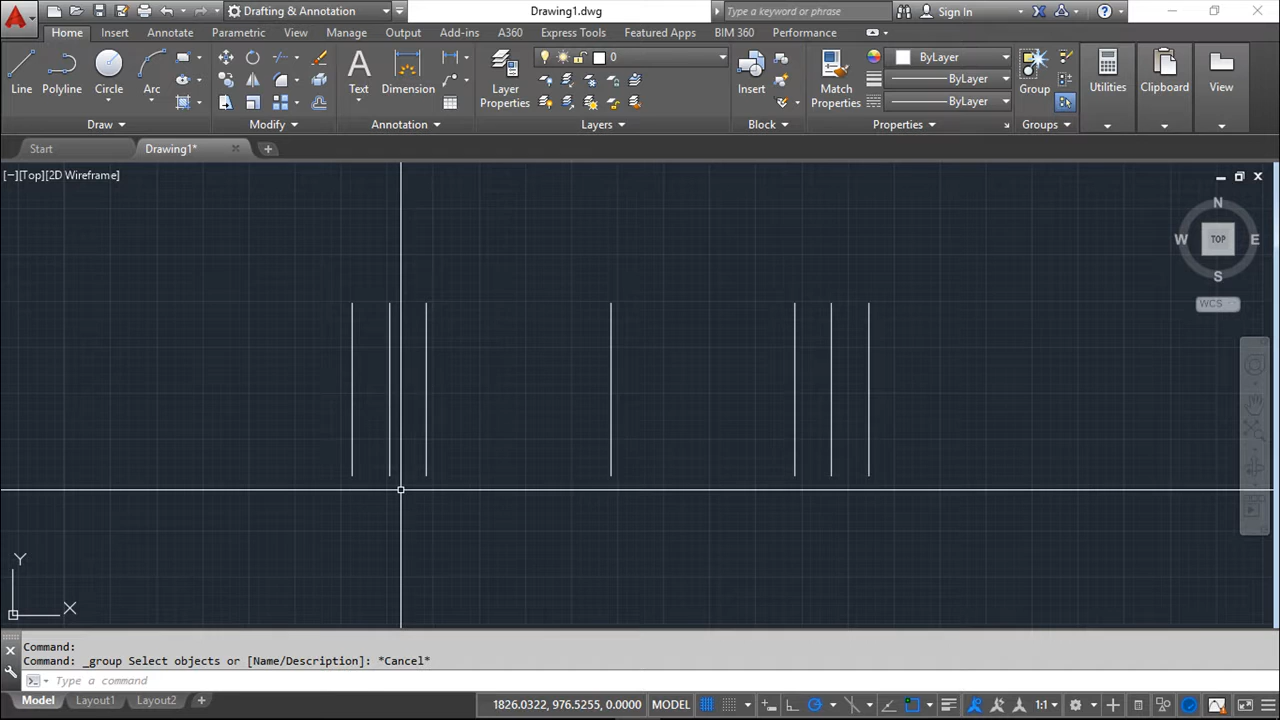 Drafting & Annotation
Drawing1.dwg
Type a keyword or phrase
Sign In
Home Insert Annotate Parametric View Manage Output Add-ins A360 Express Tools Featured Apps BIM 360 Performance
0
ByLayer
ByLayer
ByLayer
Line
Polyline
Circle
Arc
Text
Dimension
Layer
Properties
Insert
Match
Properties
Group
Utilities
Clipboard
View
Draw
Modify
Annotation
Layers
Block
Properties
Groups
Start
Drawing1*
[−][Top][2D Wireframe]
N
W
TOP
E
S
WCS
Y
X
Command:
Command: _group Select objects or [Name/Description]: *Cancel*
Type a command
Model Layout1 Layout2
1826.0322, 976.5255, 0.0000 MODEL
1:1